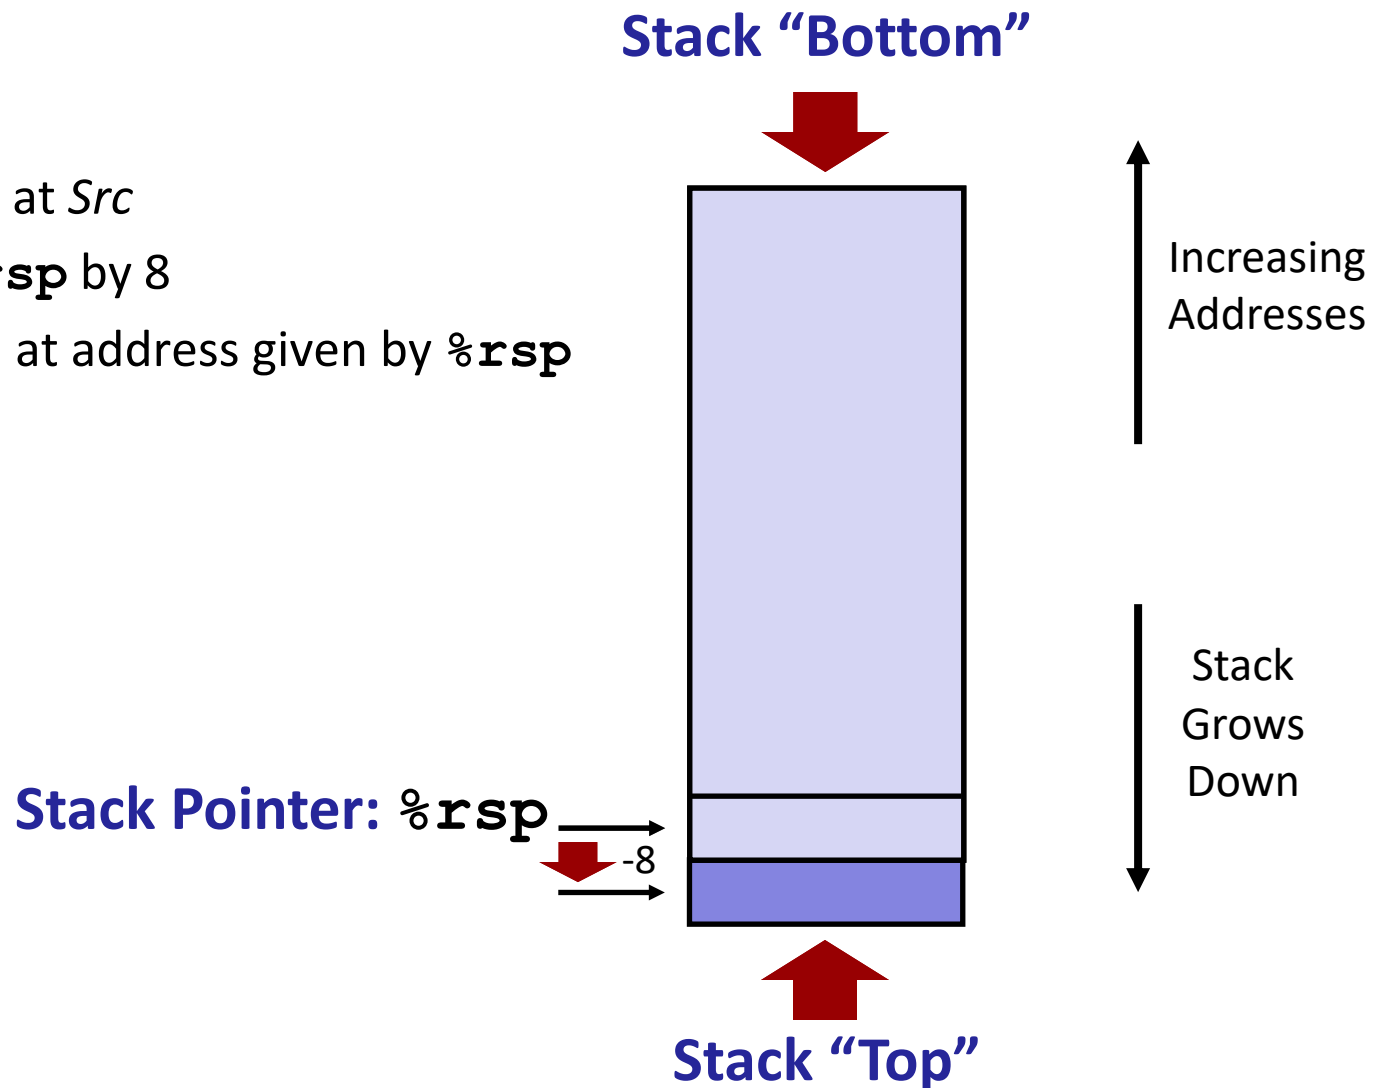 Stack “Bottom”
at Src
rsp by 8
at address given by %rsp
Increasing
Addresses
Stack
Grows
Down
Stack Pointer: %rsp
-8
Stack “Top”